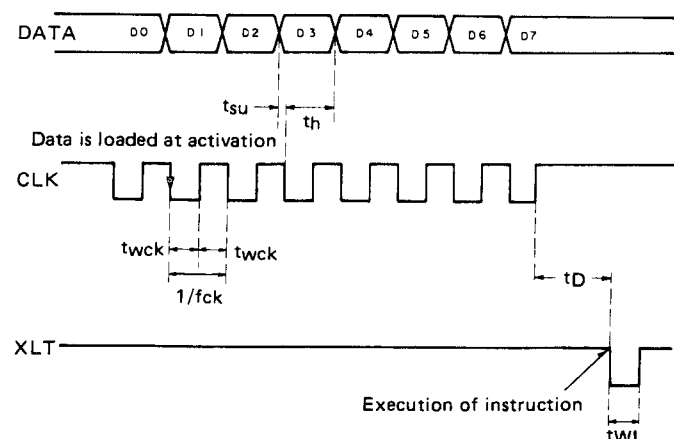 DATA D0 D1 D2 D3 D4 D5 D6 D7
tsu th
Data is loaded at activation
CLK
twck twck
1/fck
tD
XLT
Execution of instruction
twL